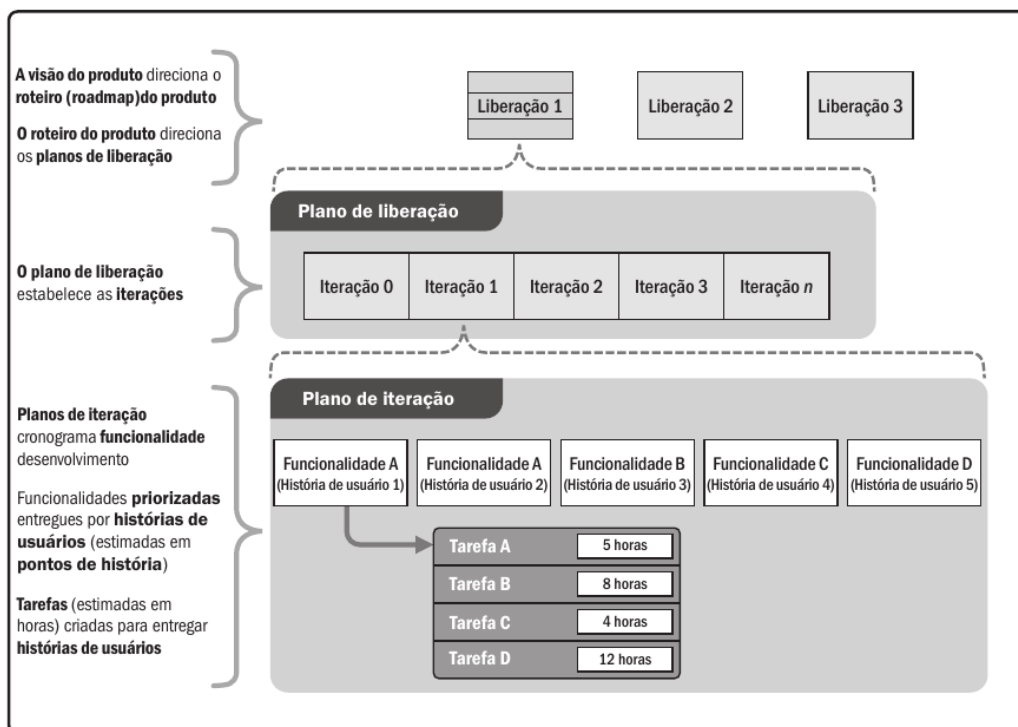 A visão do produto direciona o
roteiro (roadmap)do produto
O roteiro do produto direciona
os planos de liberação
Liberação 1
Liberação 2
Liberação 3
Plano de liberação
O plano de liberação
estabelece as iterações
Iteração 0
Iteração 1
Iteração 2
Iteração 3
Iteração n
Plano de iteração
Planos de iteração
cronograma funcionalidade
desenvolvimento
Funcionalidades priorizadas
entregues por histórias de
usuários (estimadas em
pontos de história)
Tarefas (estimadas em
horas) criadas para entregar
histórias de usuários
Funcionalidade A
(História de usuário 1)
Funcionalidade A
(História de usuário 2)
Funcionalidade B
(História de usuário 3)
Funcionalidade C
(História de usuário 4)
Funcionalidade D
(História de usuário 5)
Tarefa A
5 horas
Tarefa B
8 horas
Tarefa C
4 horas
Tarefa D
12 horas